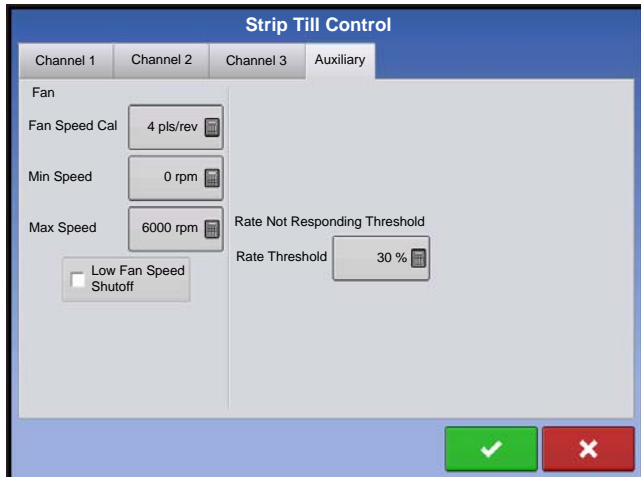 Strip Till Control
Channel 1
Channel 2
Channel 3
Auxiliary
Fan
Fan Speed Cal
4 pls/rev
Min Speed
0 rpm
Max Speed
6000 rpm
Low Fan Speed
Shutoff
Rate Not Responding Threshold
Rate Threshold
30 %